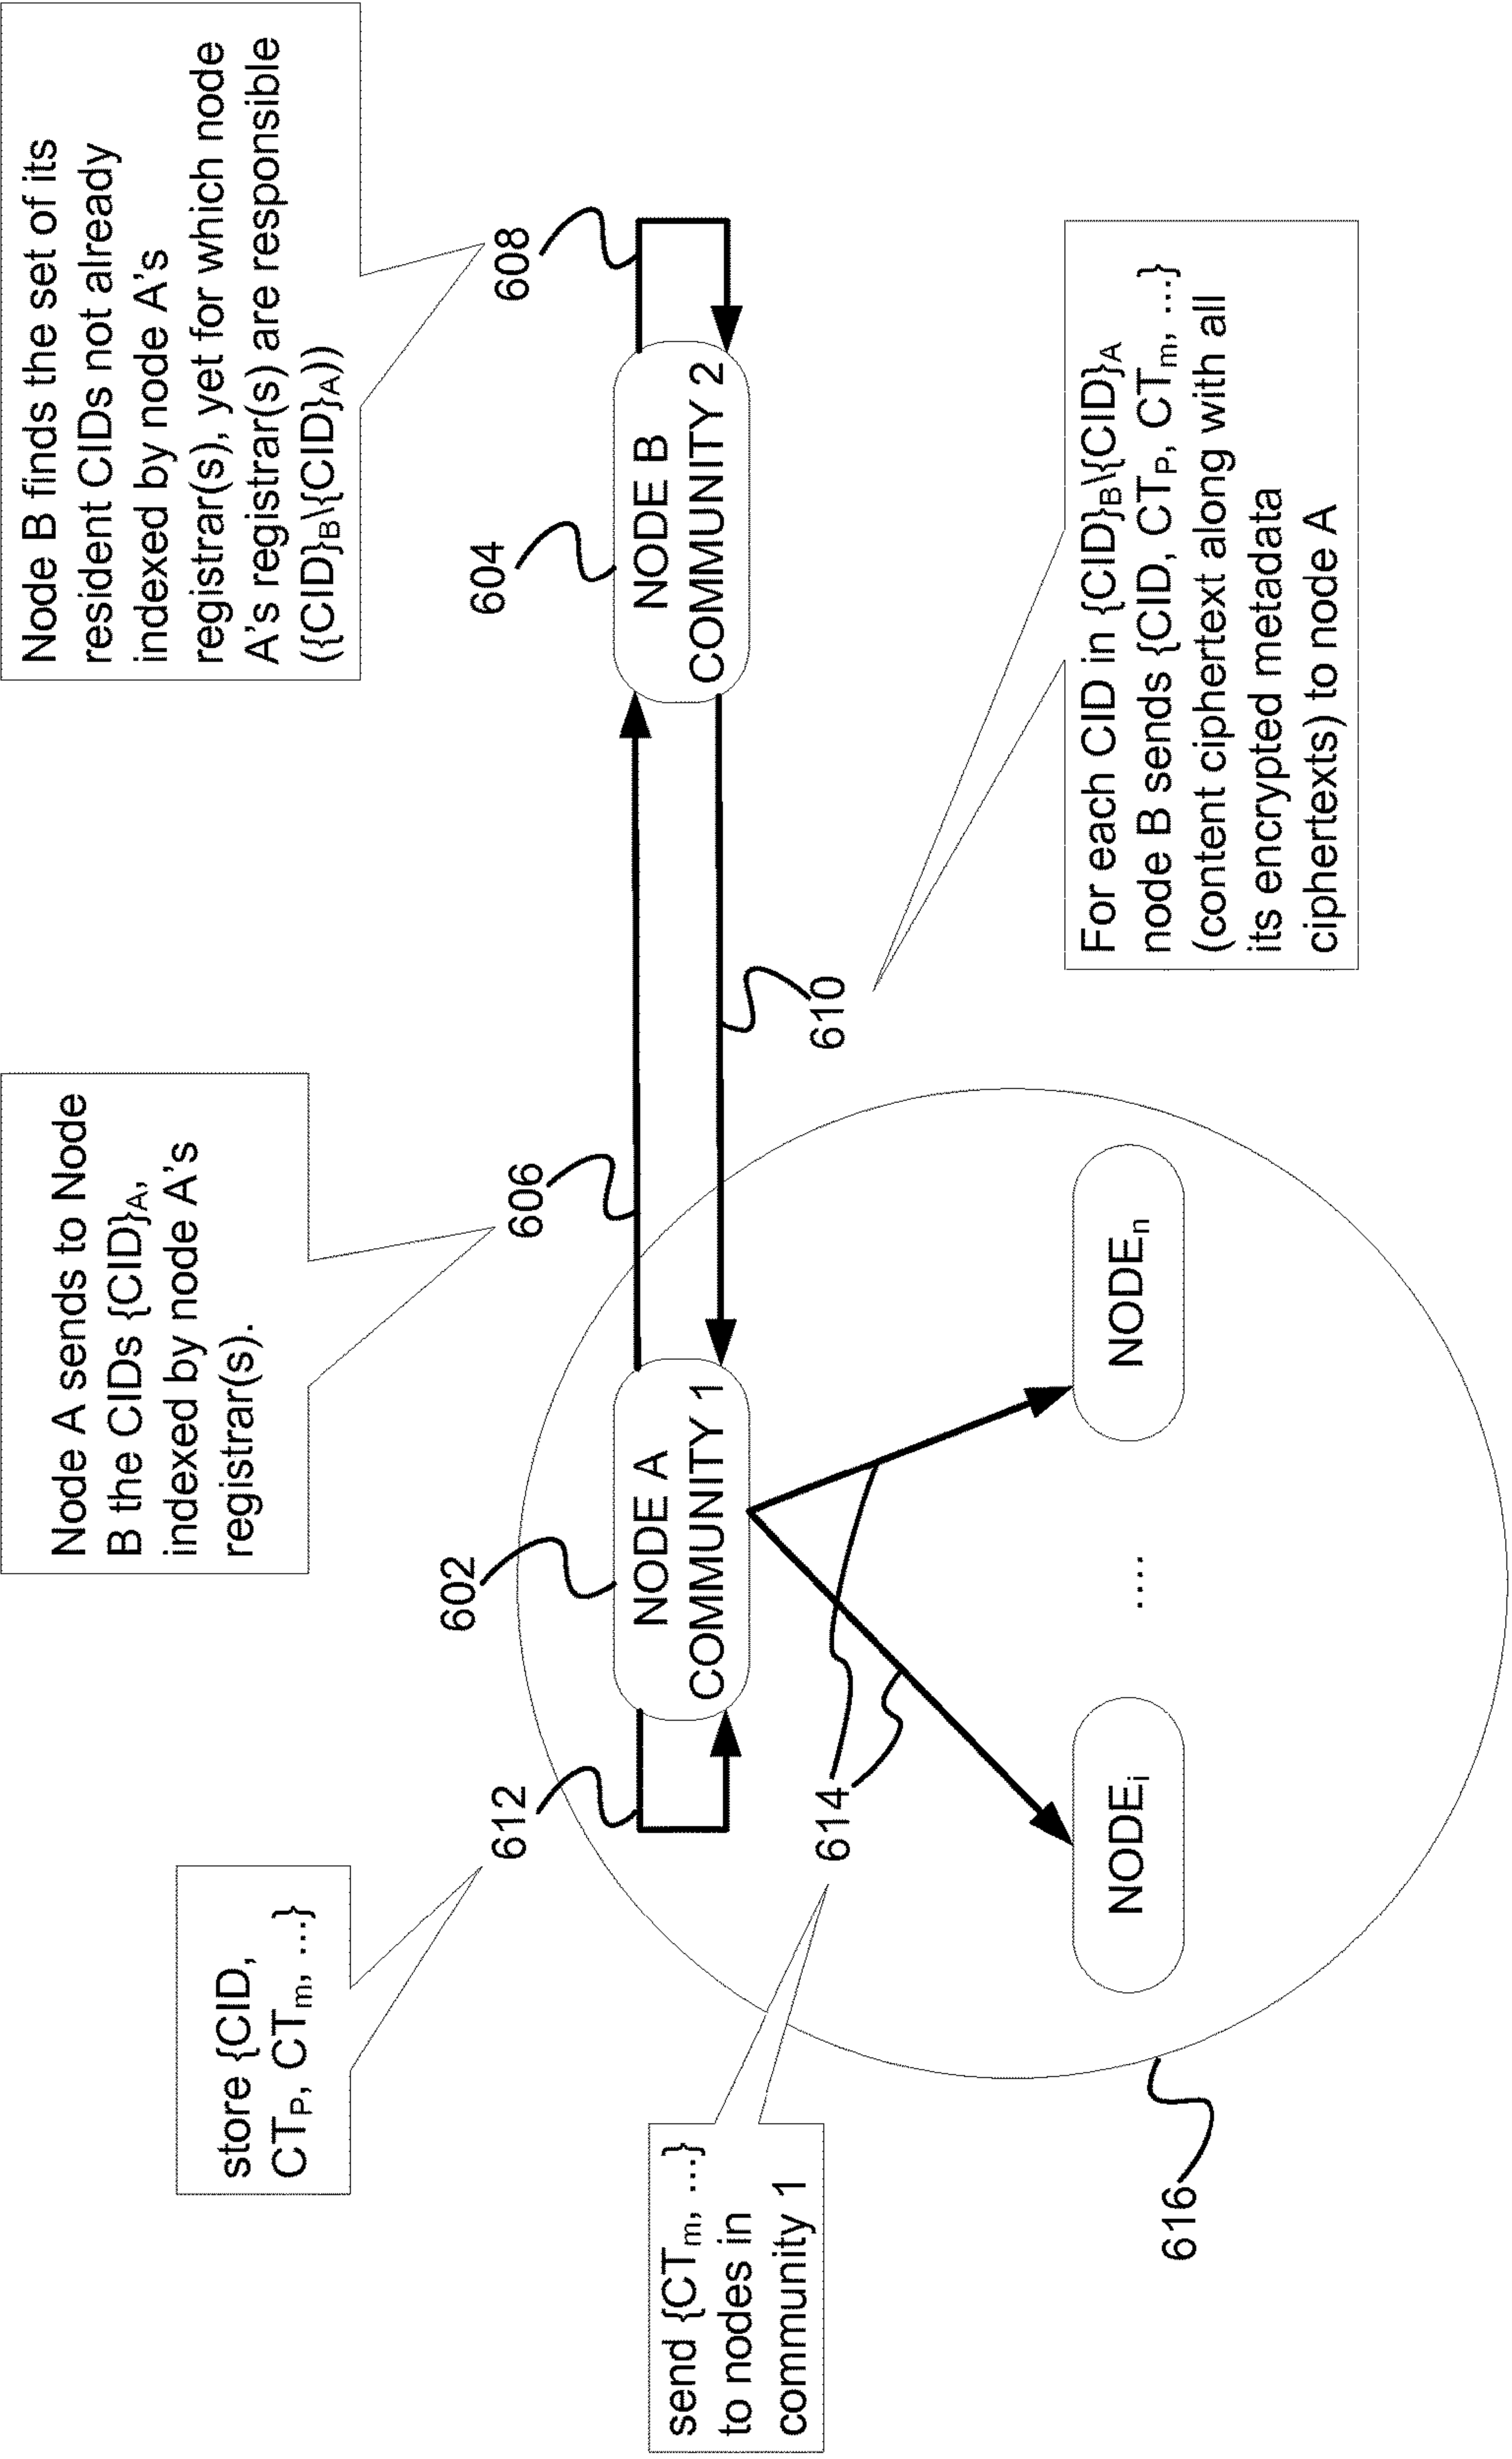 Node A sends to Node
B the CIDs {CID}A,
indexed by node A's
registrar(s).
Node B finds the set of its
resident CIDs not already
indexed by node A's
registrar(s), yet for which node
A's registrar(s) are responsible
({CID}B\{CID}A))
store {CID,
CTP, CTm, ...}
612
602
606
604
608
NODE A
COMMUNITY 1
NODE B
COMMUNITY 2
send {CTm, ...}
to nodes in
community 1
614
610
For each CID in {CID}B\{CID}A
node B sends {CID, CTP, CTm, ...}
(content ciphertext along with all
its encrypted metadata
ciphertexts) to node A
NODEi
....
NODEn
616